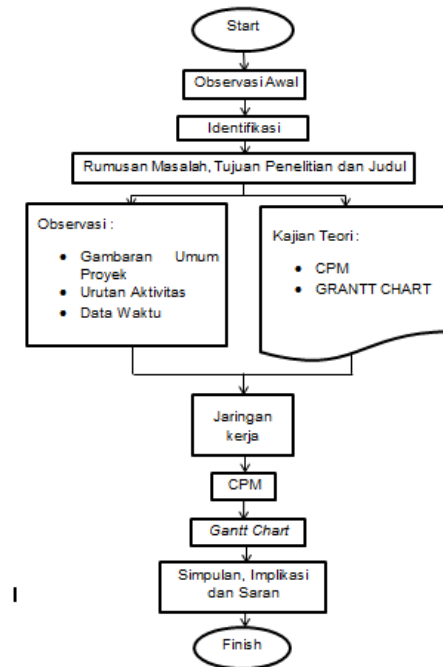 Start
Observasi Awal
Identifikasi
Rumusan Masalah, Tujuan Penelitian dan Judul
Observasi :
• Gambaran Umum
Proyek
• Urutan Aktivitas
• Data Waktu
Kajian Teori :
• CPM
• GRANTT CHART
Jaringan
kerja
CPM
Gantt Chart
Simpulan, Implikasi
dan Saran
Finish